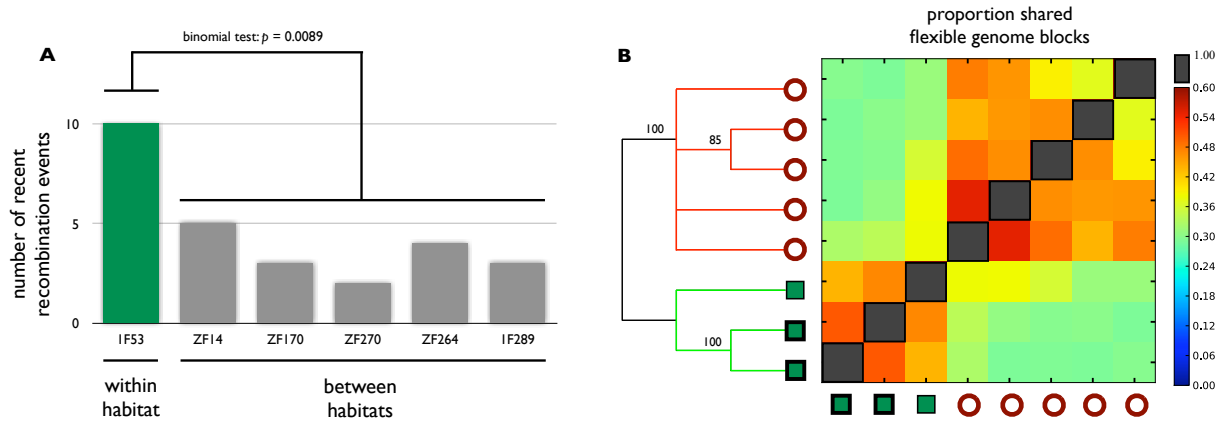 A
binomial test: p = 0.0089
number of recent
recombination events
10
5
0
1F53
ZF14
ZF170
ZF270
ZF264
1F289
within
habitat
between
habitats
B
proportion shared
flexible genome blocks
100
85
100
1.00
0.60
0.54
0.48
0.42
0.36
0.30
0.24
0.18
0.12
0.06
0.00